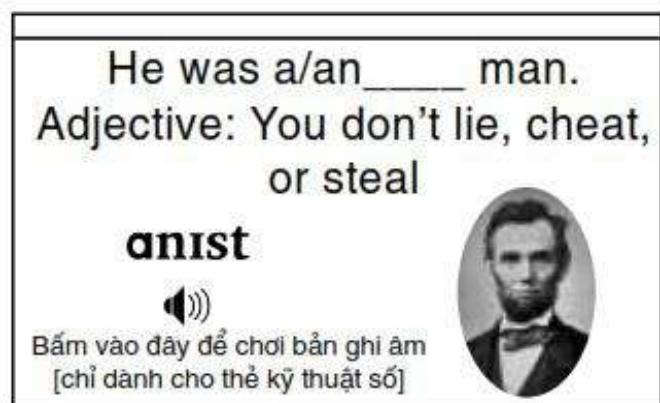 He was a/an____ man.
Adjective: You don’t lie, cheat,
or steal
ɑnɪst
Bấm vào đây để chơi bản ghi âm
[chỉ dành cho thẻ kỹ thuật số]